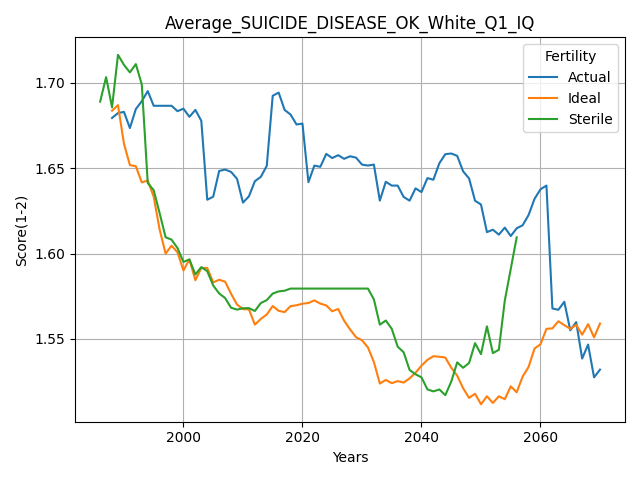 Average_SUICIDE_DISEASE_OK_White_Q1_IQ
Fertility
Actual
Ideal
Sterile
Score(1-2)
1.70
1.65
1.60
1.55
2000
2020
2040
2060
Years